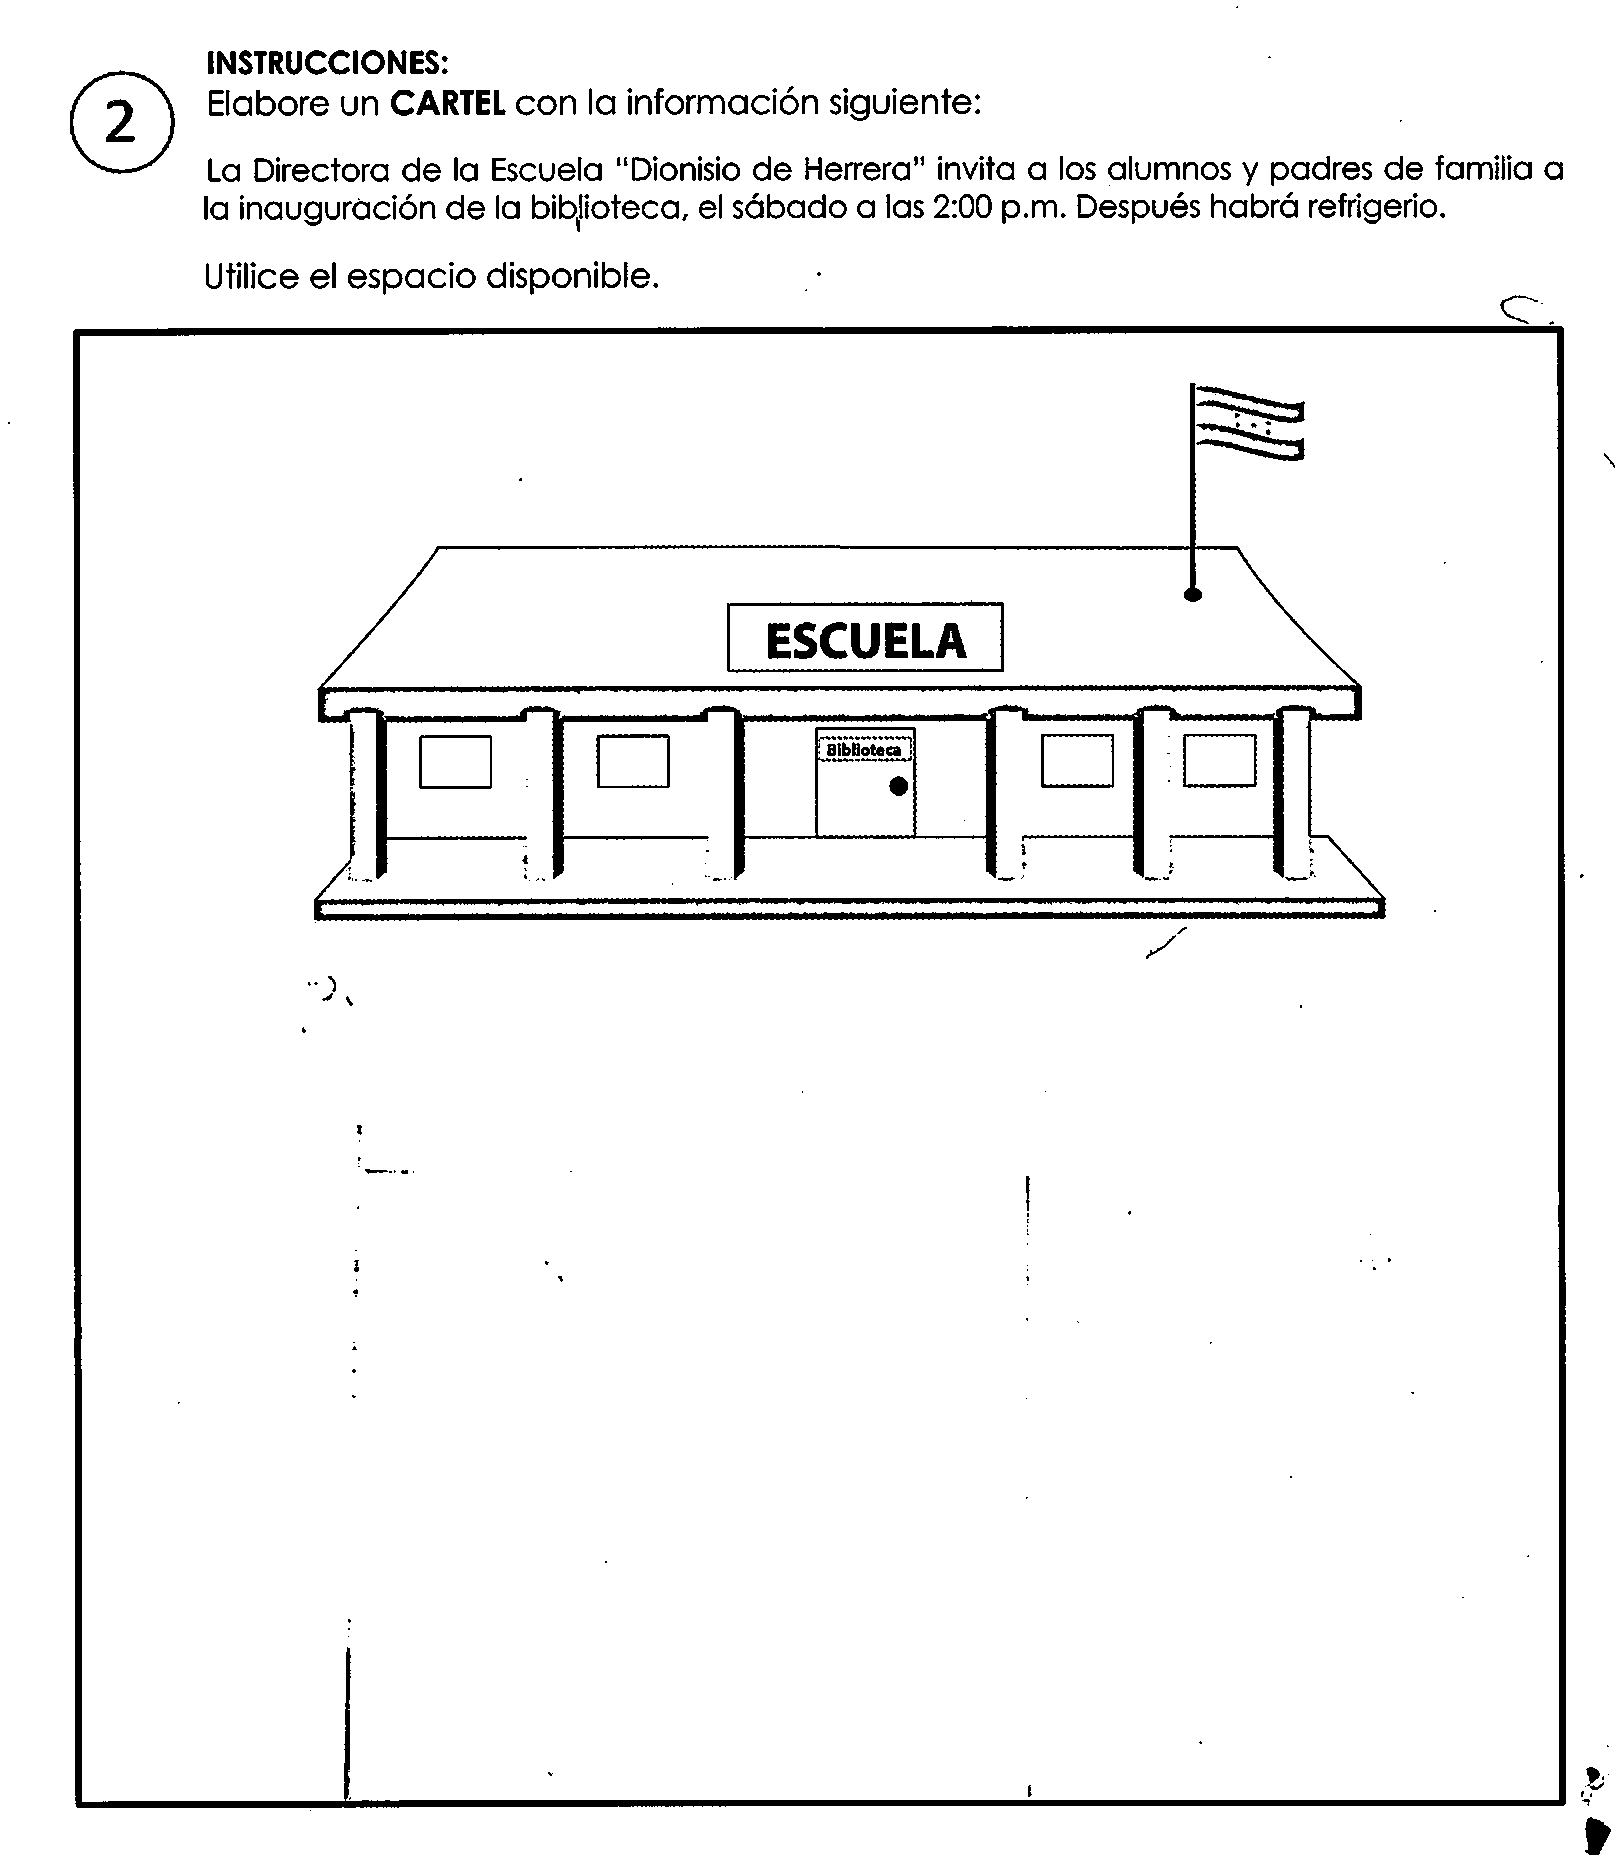 INSTRUCCIONES:
2
Elabore un CARTEL con la información siguiente:
La Directora de la Escuela "Dionisio de Herrera" invita a los alumnos y padres de familia a
la inauguración de la biblioteca, el sábado a las 2:00 p.m. Después habrá refrigerio.
Utilice el espacio disponible.
ESCUELA
Biblioteca